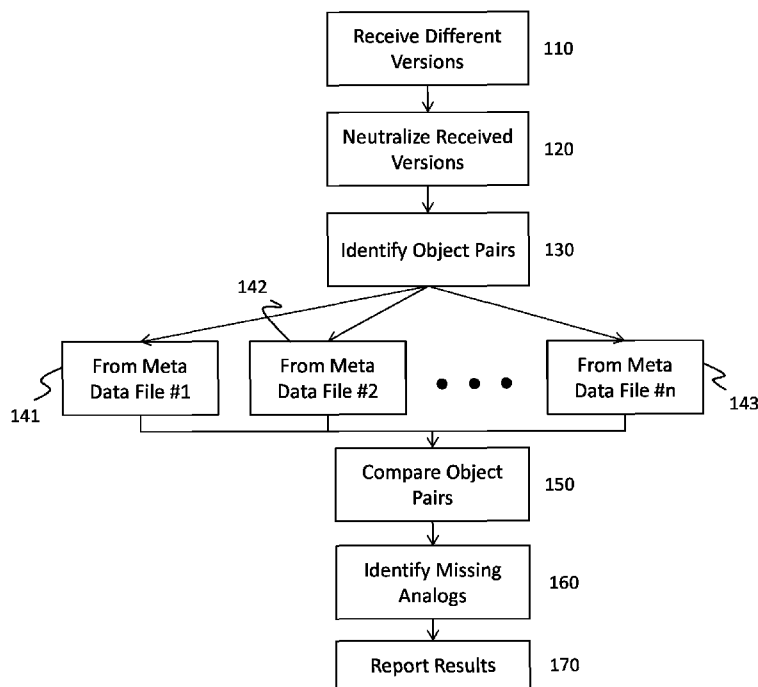 Receive Different
Versions
110
Neutralize Received
Versions
120
Identify Object Pairs
130
142
From Meta
Data File #1
141
From Meta
Data File #2
From Meta
Data File #n
143
Compare Object
Pairs
150
Identify Missing
Analogs
160
Report Results
170